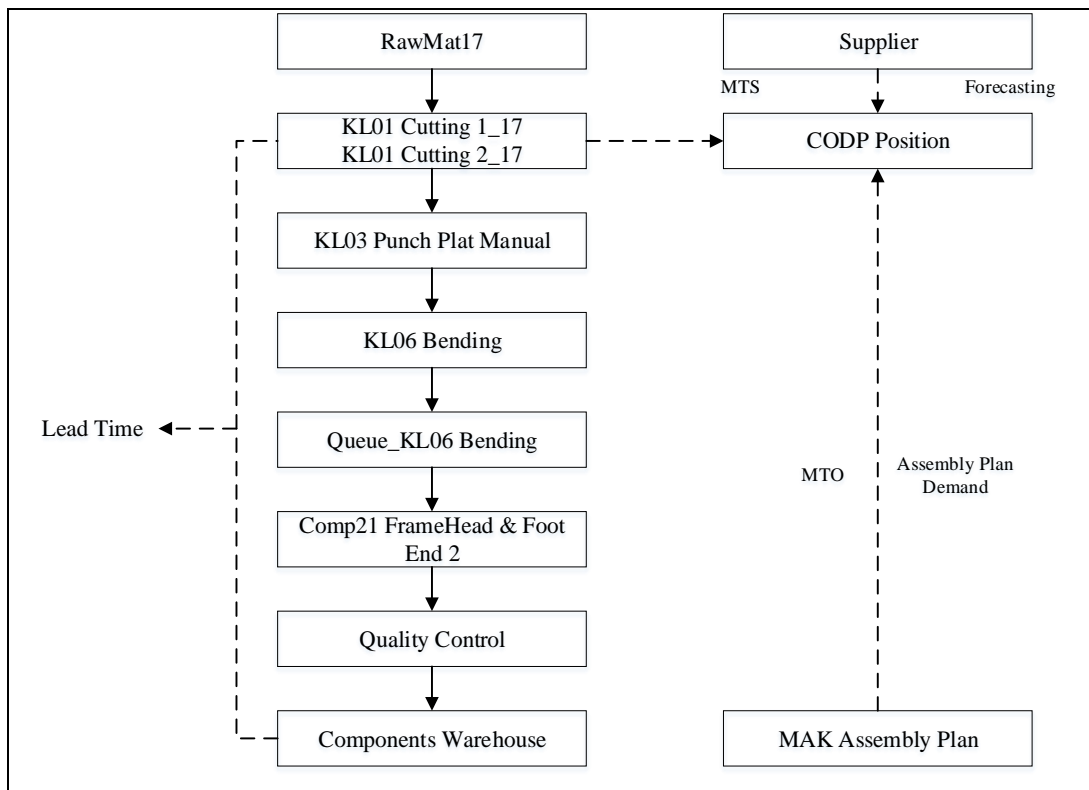 RawMat17
Supplier
MTS
Forecasting
KL01 Cutting 1_17
KL01 Cutting 2_17
CODP Position
KL03 Punch Plat Manual
KL06 Bending
Lead Time
Queue_KL06 Bending
MTO
Assembly Plan
Demand
Comp21 FrameHead & Foot
End 2
Quality Control
Components Warehouse
MAK Assembly Plan